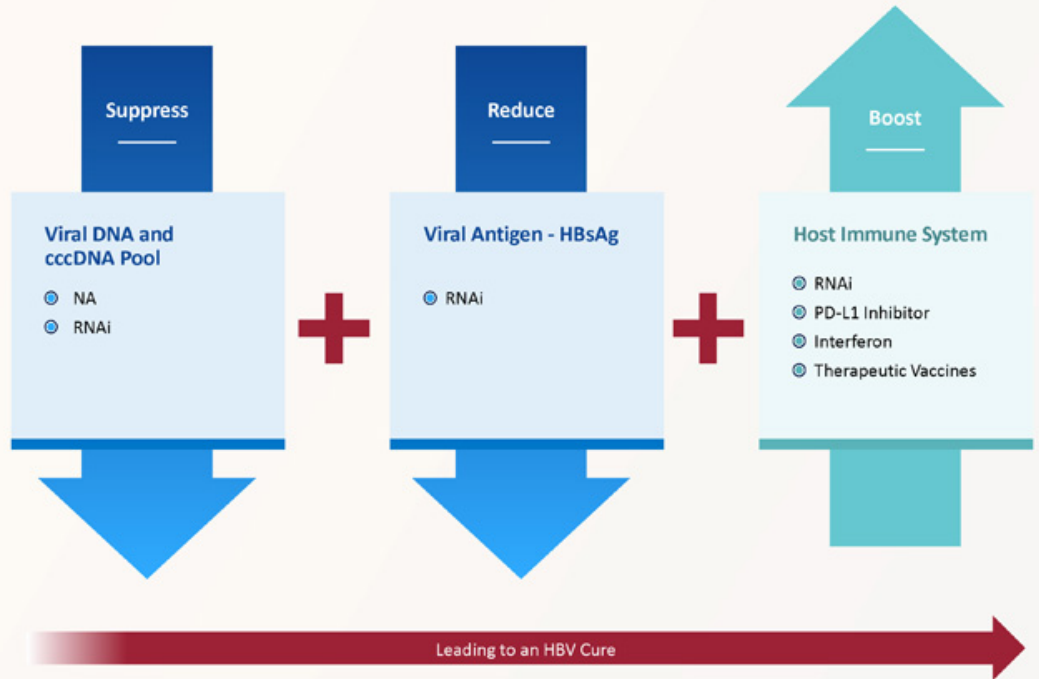 Suppress
Viral DNA and
cccDNA Pool
NA
RNAi
Reduce
Viral Antigen - HBsAg
RNAi
Boost
Host Immune System
RNAi
PD-L1 Inhibitor
Interferon
Therapeutic Vaccines
Leading to an HBV Cure